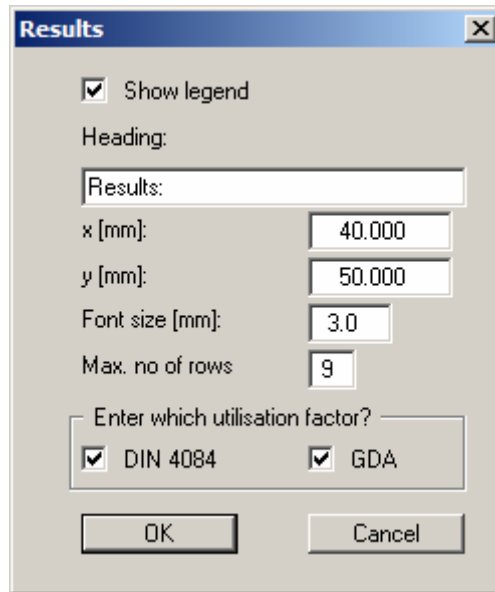 Results
Show legend
Heading:
Results:
x [mm]: 40.000
y [mm]: 50.000
Font size [mm]: 3.0
Max. no of rows 9
Enter which utilisation factor?
DIN 4084 GDA
OK Cancel